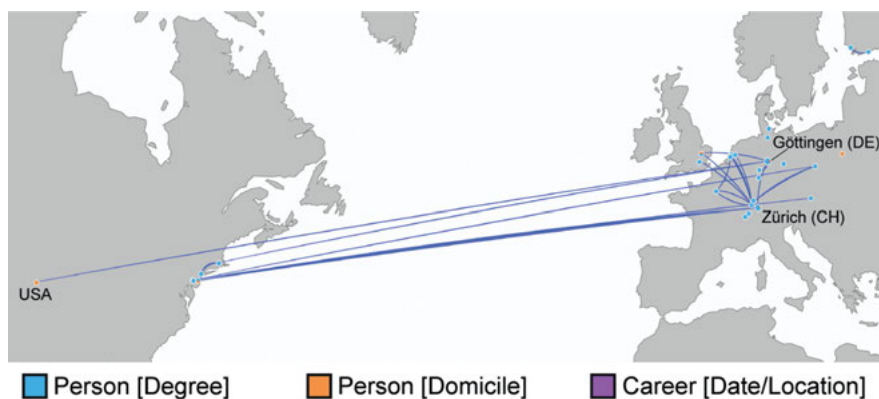 Göttingen (DE)
Zürich (CH)
USA
Person [Degree]
Person [Domicile]
Career [Date/Location]